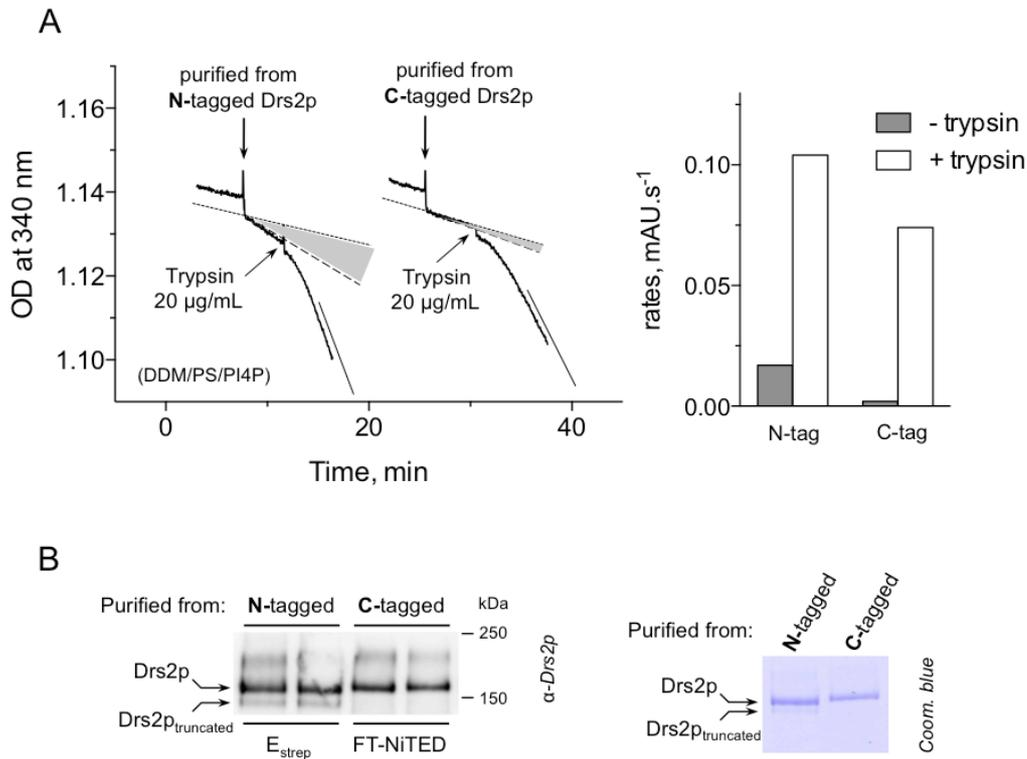 A
purified from
N-tagged Drs2p
purified from
C-tagged Drs2p
OD at 340 nm
1.16
1.14
1.12
1.10
Trypsin
20 µg/mL
Trypsin
20 µg/mL
(DDM/PS/PI4P)
0
20
40
Time, min
rates, mAU.s-1
0.10
0.05
0.00
- trypsin
+ trypsin
N-tag
C-tag
B
Purified from:
N-tagged
C-tagged
kDa
250
150
Drs2p
Drs2ptruncated
Estrep
FT-NiTED
α-Drs2p
Purified from:
N-tagged
C-tagged
Drs2p
Drs2ptruncated
Coom. blue